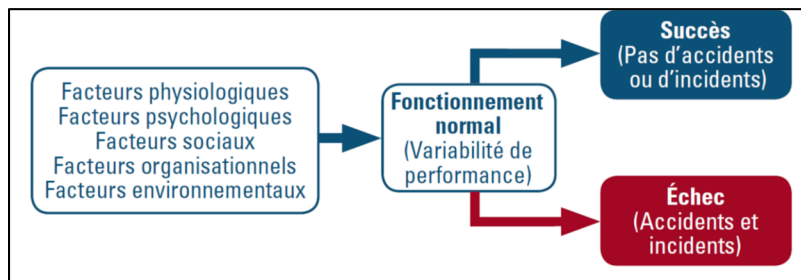 Facteurs physiologiques
Facteurs psychologiques
Facteurs sociaux
Facteurs organisationnels
Facteurs environnementaux
Fonctionnement
normal
(Variabilité de
performance)
Succès
(Pas d'accidents
ou d'incidents)
Échec
(Accidents et
incidents)